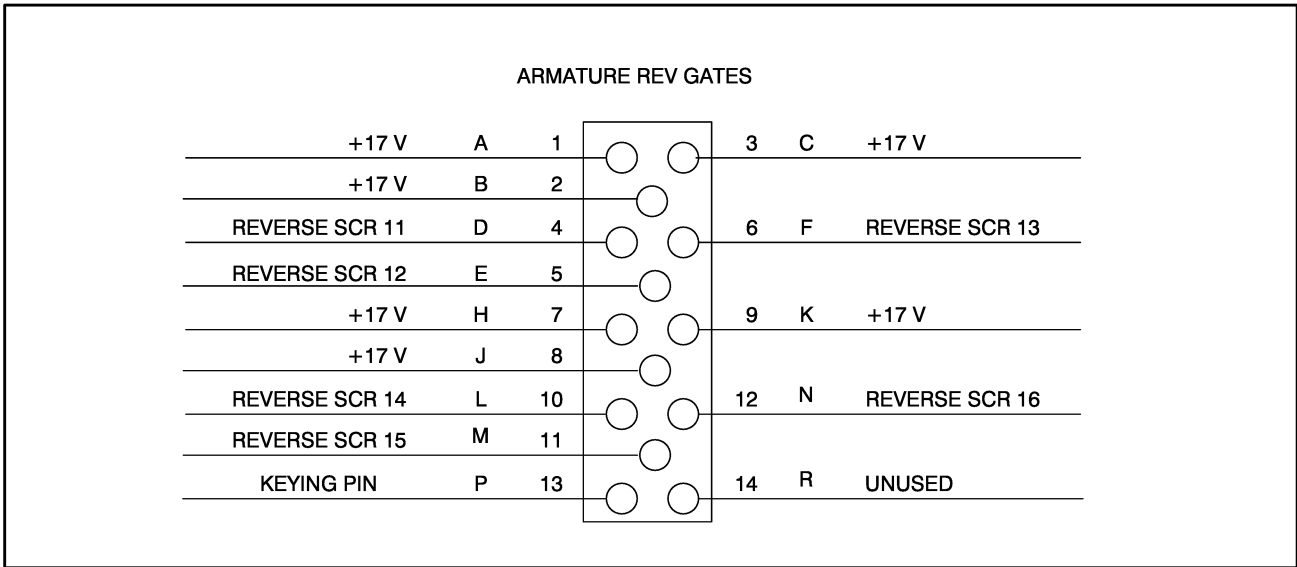 ARMATURE REV GATES
+17 V A 1 3 C +17 V
+17 V B 2
REVERSE SCR 11 D 4 6 F REVERSE SCR 13
REVERSE SCR 12 E 5
+17 V H 7 9 K +17 V
+17 V J 8
REVERSE SCR 14 L 10 12 N REVERSE SCR 16
REVERSE SCR 15 M 11
KEYING PIN P 13 14 R UNUSED